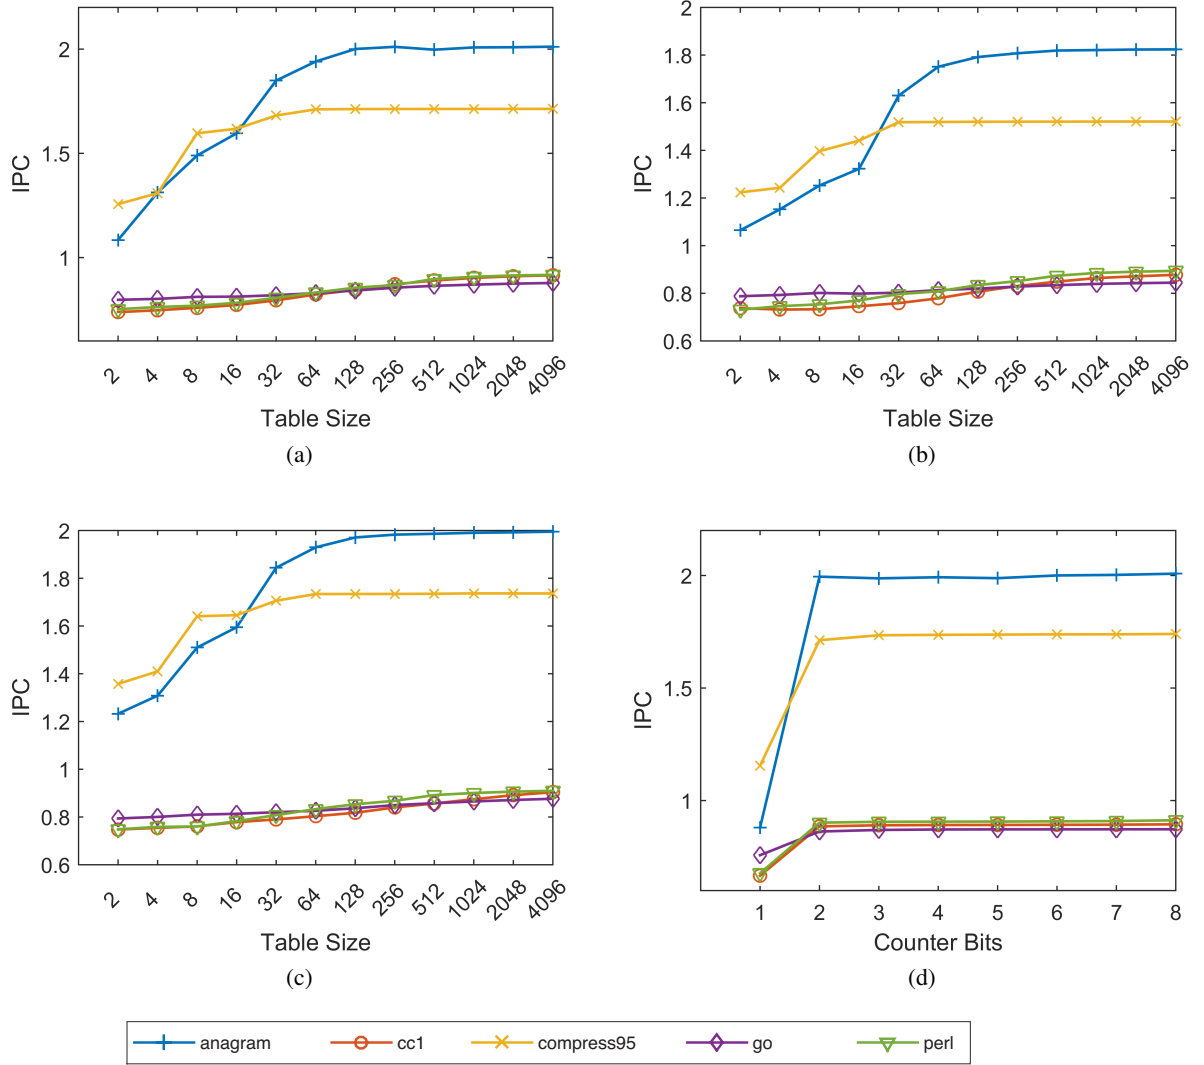 2
1.5
1
IPC
2 4 8 16 32 64 128 256 512 1024 2048 4096
Table Size
(a)
2
1.8
1.6
1.4
1.2
1
0.8
0.6
IPC
2 4 8 16 32 64 128 256 512 1024 2048 4096
Table Size
(b)
2
1.8
1.6
1.4
1.2
1
0.8
0.6
IPC
2 4 8 16 32 64 128 256 512 1024 2048 4096
Table Size
(c)
2
1.5
1
IPC
1 2 3 4 5 6 7 8
Counter Bits
(d)
anagram cc1 compress95 go perl